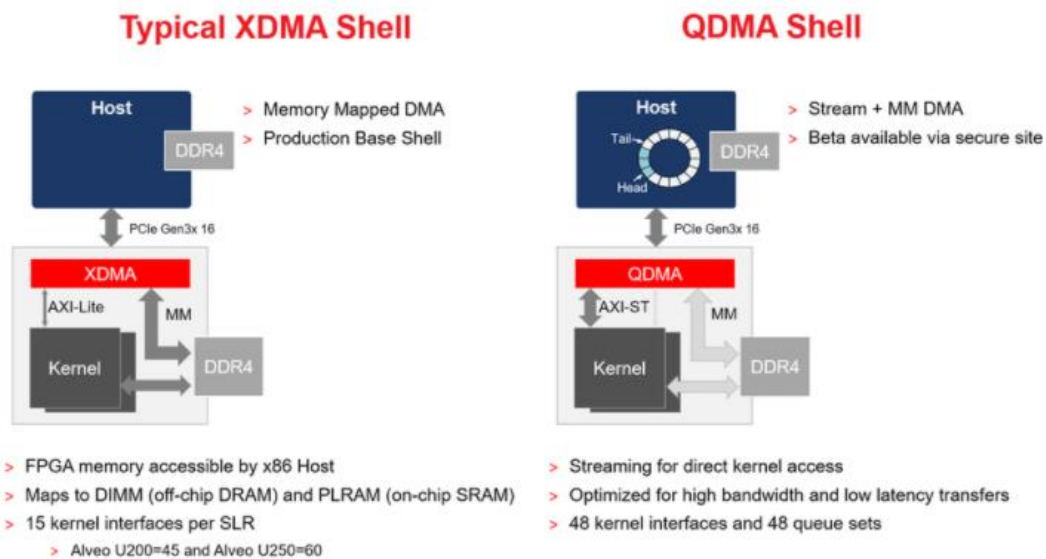 Typical XDMA Shell
Host
DDR4
> Memory Mapped DMA
> Production Base Shell
PCIe Gen3x 16
XDMA
AXI-Lite
MM
Kernel
DDR4
> FPGA memory accessible by x86 Host
> Maps to DIMM (off-chip DRAM) and PLRAM (on-chip SRAM)
> 15 kernel interfaces per SLR
> Alveo U200=45 and Alveo U250=60
QDMA Shell
Host
Tail
Head
DDR4
> Stream + MM DMA
> Beta available via secure site
PCIe Gen3x 16
QDMA
AXI-ST
MM
Kernel
DDR4
> Streaming for direct kernel access
> Optimized for high bandwidth and low latency transfers
> 48 kernel interfaces and 48 queue sets